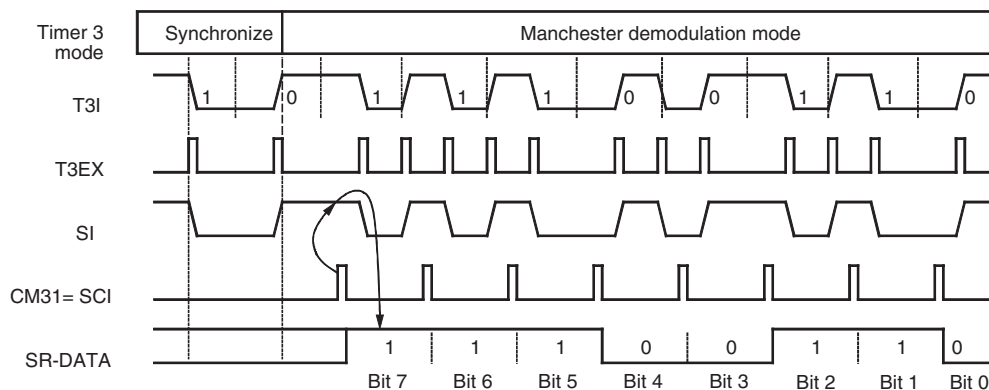 Timer 3 mode Synchronize Manchester demodulation mode
T3I 1 0 1 1 1 0 0 1 1 0
T3EX
SI
CM31= SCI
SR-DATA 1 1 1 0 0 1 1 0
Bit 7 Bit 6 Bit 5 Bit 4 Bit 3 Bit 2 Bit 1 Bit 0